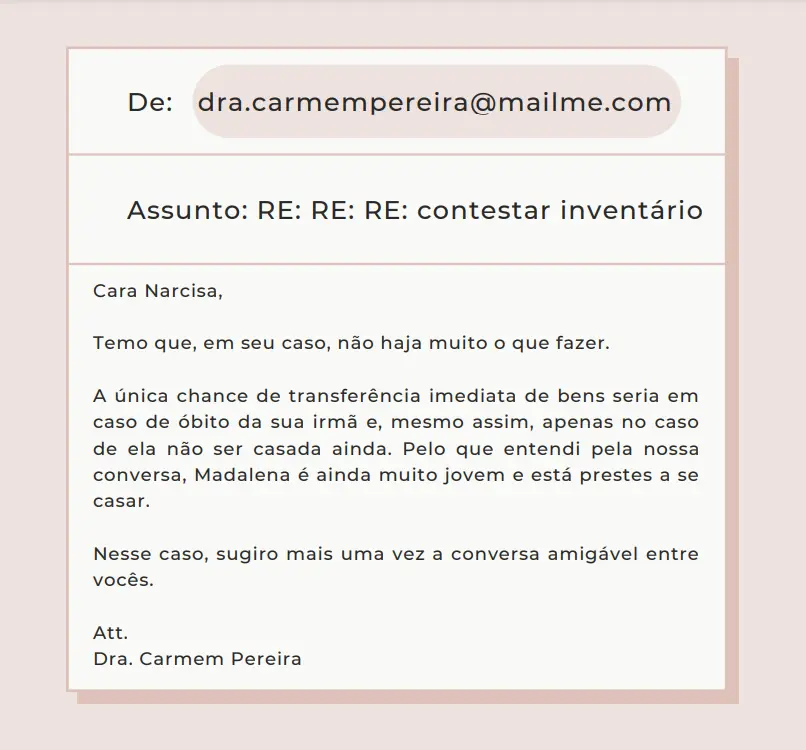 De: dra.carmempereira@mailme.com
Assunto: RE: RE: RE: contestar inventário
Cara Narcisa,
Temo que, em seu caso, não haja muito o que fazer.
A única chance de transferência imediata de bens seria em
caso de óbito da sua irmã e, mesmo assim, apenas no caso
de ela não ser casada ainda. Pelo que entendi pela nossa
conversa, Madalena é ainda muito jovem e está prestes a se
casar.
Nesse caso, sugiro mais uma vez a conversa amigável entre
vocês.
Att.
Dra. Carmem Pereira